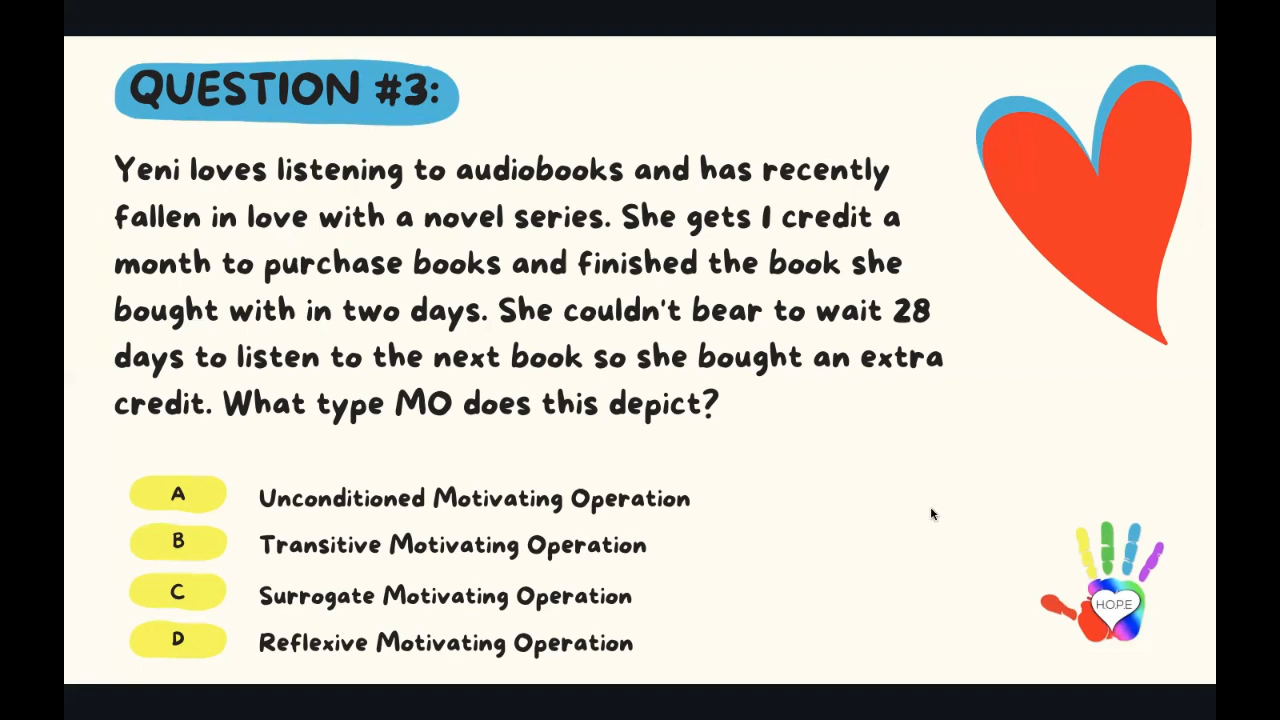 QUESTION #3:
Yeni loves listening to audiobooks and has recently
fallen in love with a novel series. She gets 1 credit a
month to purchase books and finished the book she
bought with in two days. She couldn't bear to wait 28
days to listen to the next book so she bought an extra
credit. What type MO does this depict?
A Unconditioned Motivating Operation
B Transitive Motivating Operation
C Surrogate Motivating Operation
D Reflexive Motivating Operation
H.O.P.E